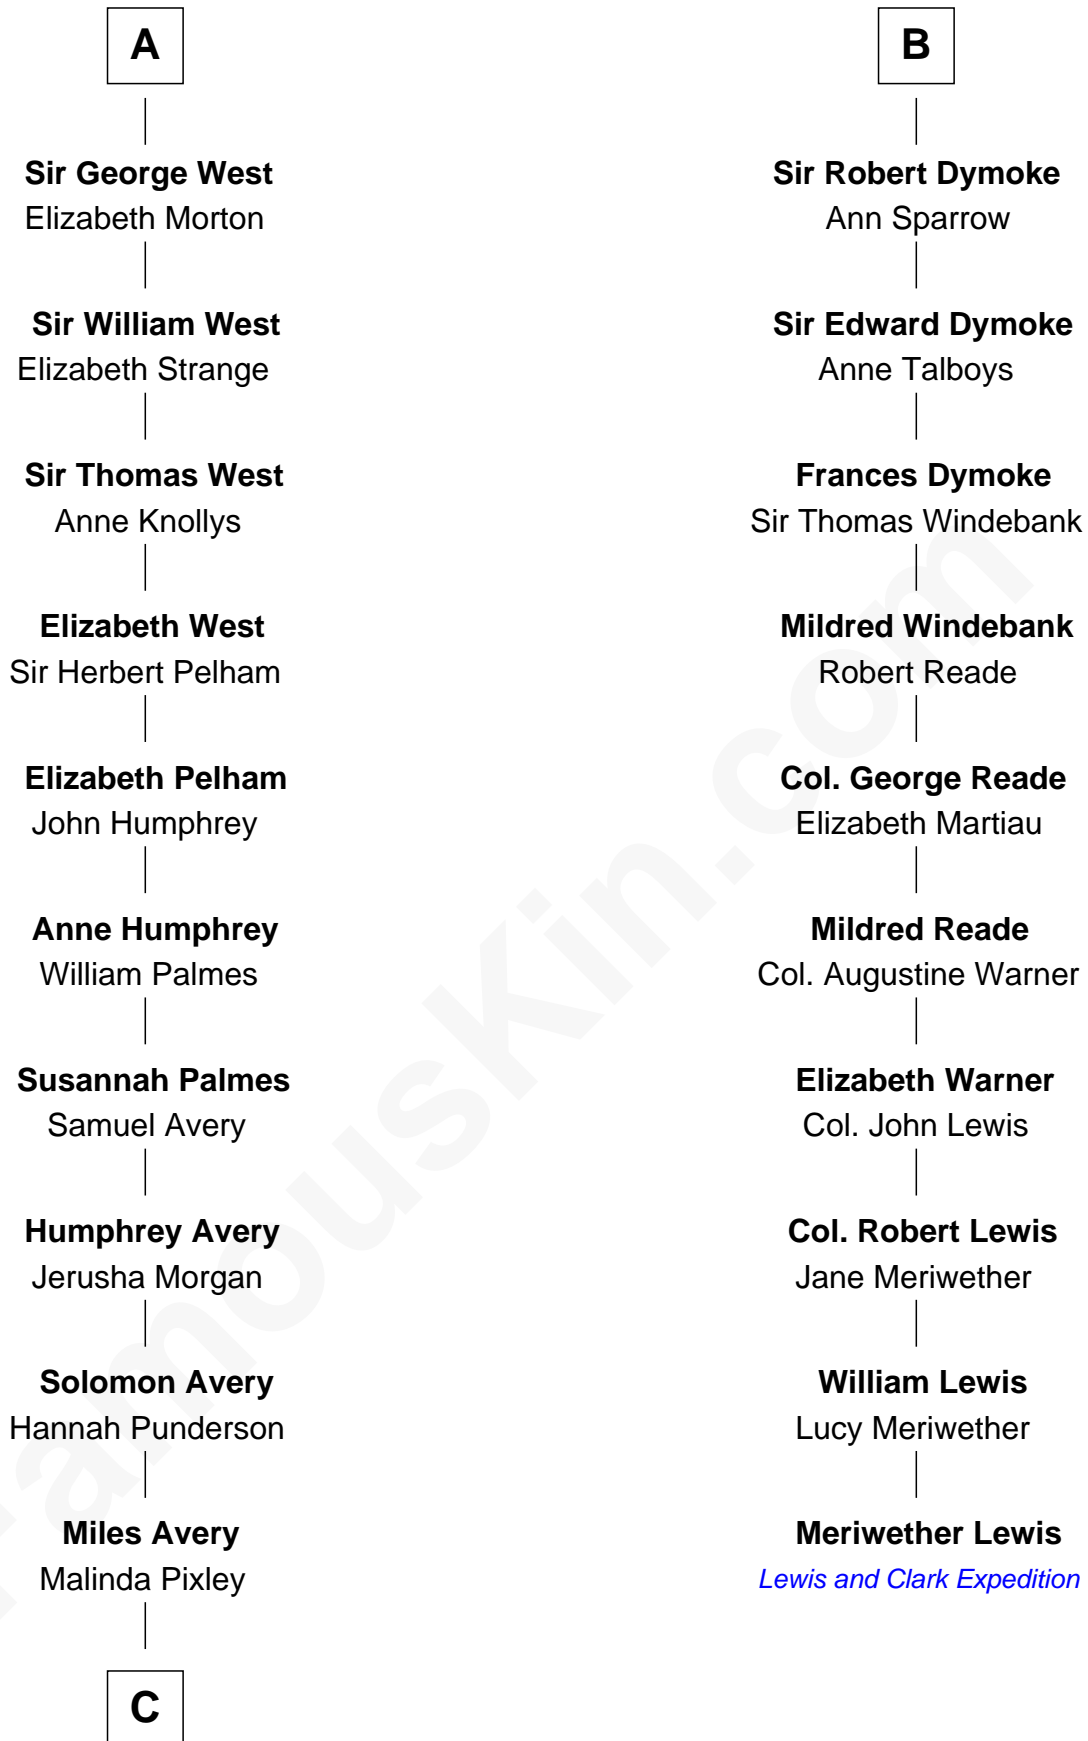 A
Sir George West
Elizabeth Morton
Sir William West
Elizabeth Strange
Sir Thomas West
Anne Knollys
Elizabeth West
Sir Herbert Pelham
Elizabeth Pelham
John Humphrey
Anne Humphrey
William Palmes
Susannah Palmes
Samuel Avery
Humphrey Avery
Jerusha Morgan
Solomon Avery
Hannah Punderson
Miles Avery
Malinda Pixley
C
B
Sir Robert Dymoke
Ann Sparrow
Sir Edward Dymoke
Anne Talboys
Frances Dymoke
Sir Thomas Windebank
Mildred Windebank
Robert Reade
Col. George Reade
Elizabeth Martiau
Mildred Reade
Col. Augustine Warner
Elizabeth Warner
Col. John Lewis
Col. Robert Lewis
Jane Meriwether
William Lewis
Lucy Meriwether
Meriwether Lewis
Lewis and Clark Expedition
FamousKin.com